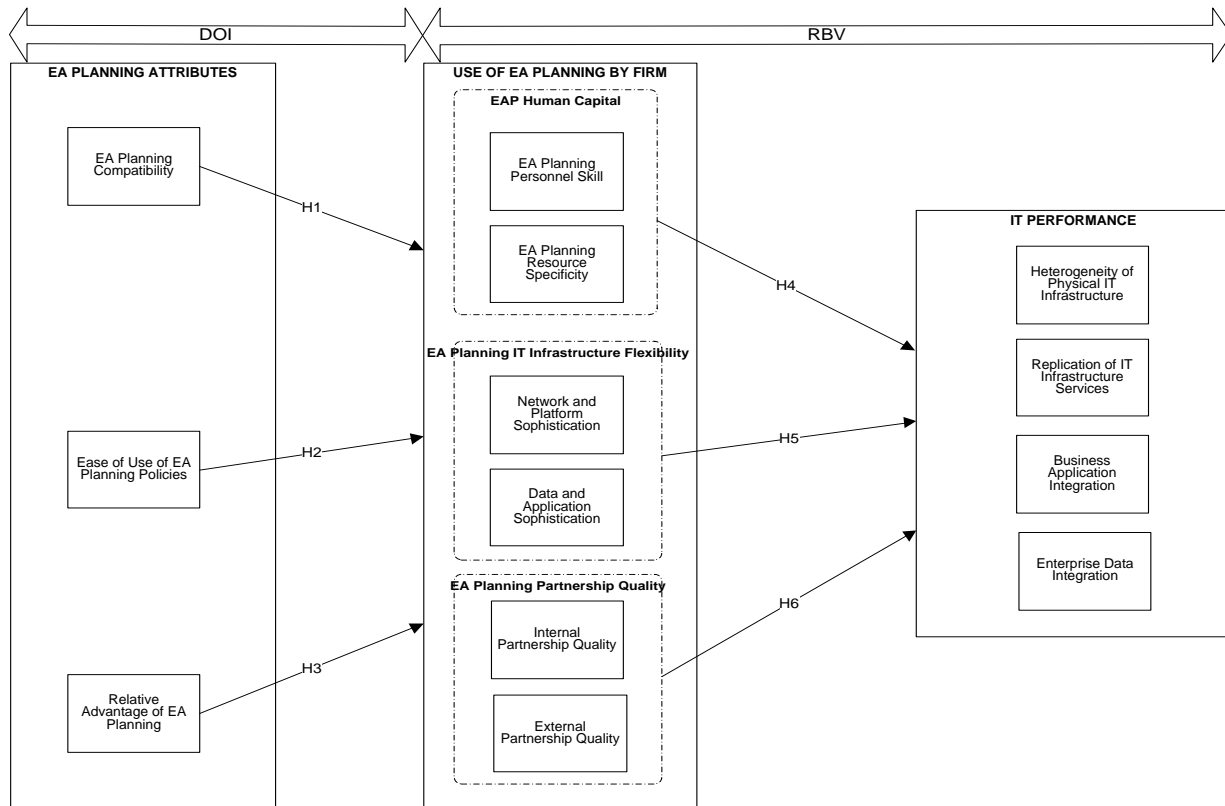 DOI
RBV
EA PLANNING ATTRIBUTES
EA Planning
Compatibility
Ease of Use of EA
Planning Policies
Relative
Advantage of EA
Planning
H1
H2
H3
USE OF EA PLANNING BY FIRM
EAP Human Capital
EA Planning
Personnel Skill
EA Planning
Resource
Specificity
EA Planning IT Infrastructure Flexibility
Network and
Platform
Sophistication
Data and
Application
Sophistication
EA Planning Partnership Quality
Internal
Partnership Quality
External
Partnership Quality
H4
H5
H6
IT PERFORMANCE
Heterogeneity of
Physical IT
Infrastructure
Replication of IT
Infrastructure
Services
Business
Application
Integration
Enterprise Data
Integration